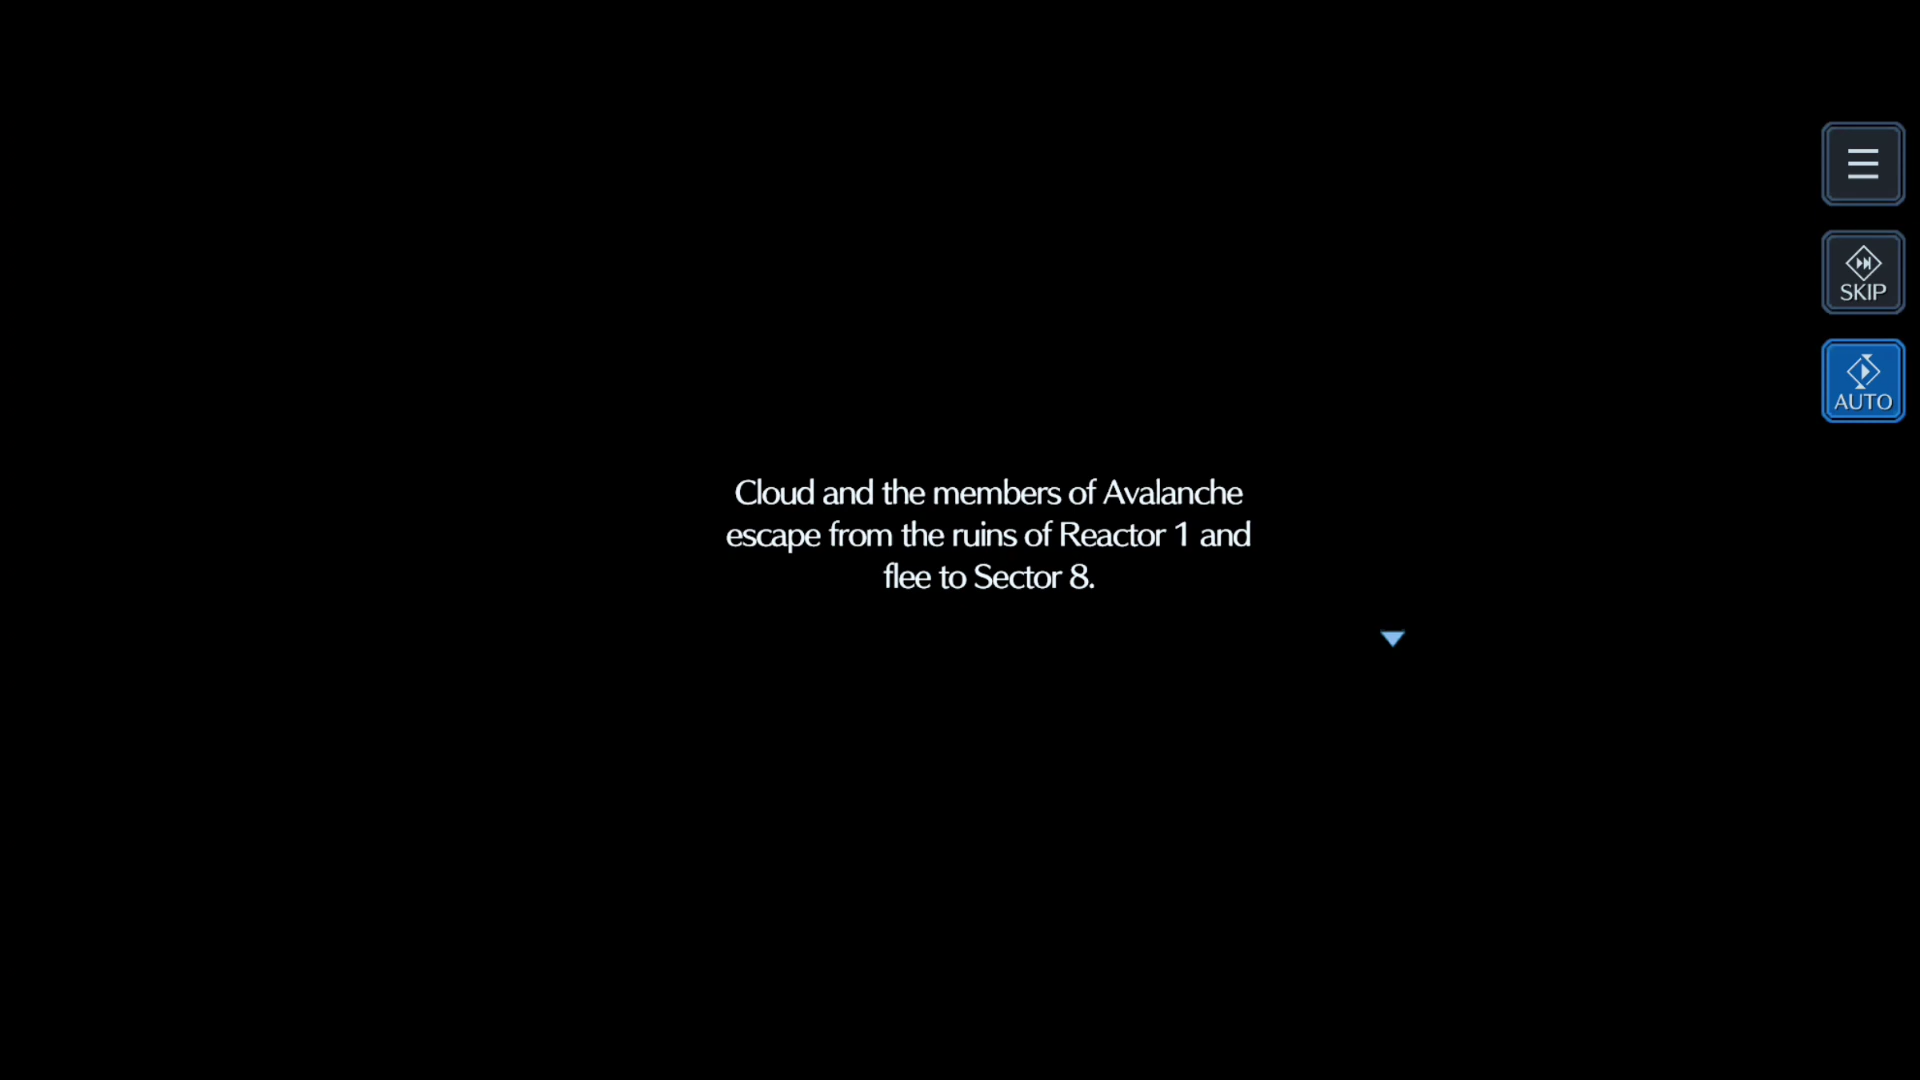 SKIP
AUTO
Cloud and the members of Avalanche
escape from the ruins of Reactor 1 and
flee to Sector 8.